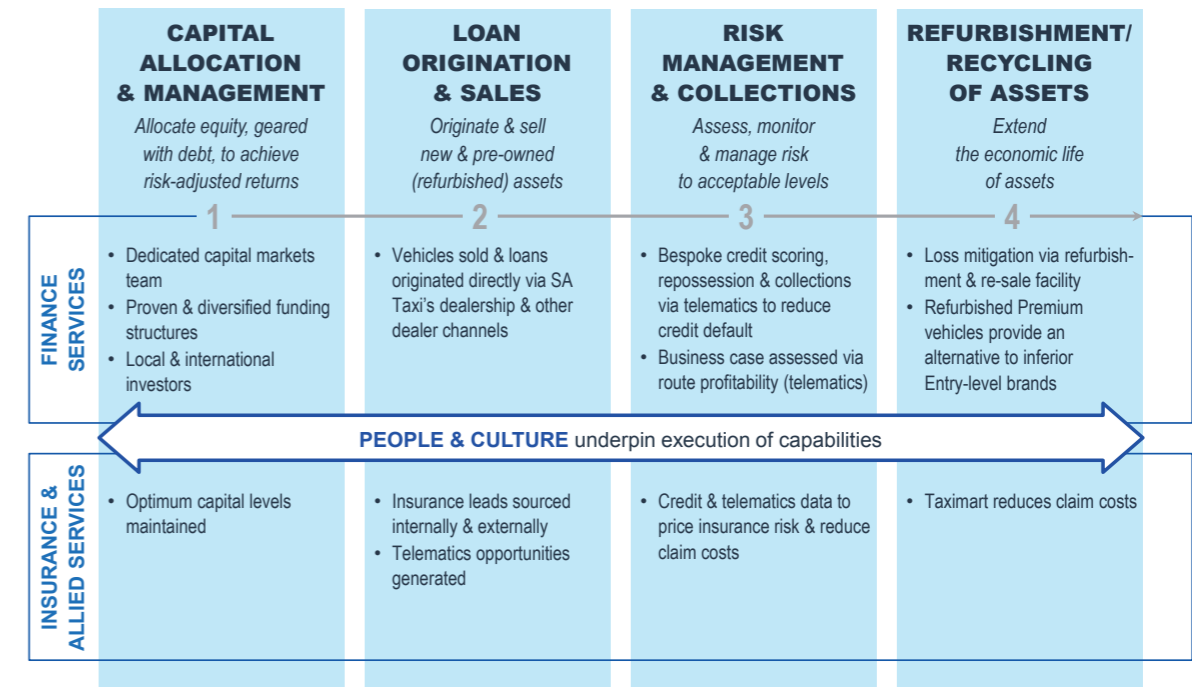 CAPITAL
ALLOCATION
& MANAGEMENT
Allocate equity, geared
with debt, to achieve
risk-adjusted returns
LOAN
ORIGINATION
& SALES
Originate & sell
new & pre-owned
(refurbished) assets
RISK
MANAGEMENT
& COLLECTIONS
Assess, monitor
& manage risk
to acceptable levels
REFURBISHMENT/
RECYCLING
OF ASSETS
Extend
the economic life
of assets
1
2
3
4
FINANCE
SERVICES
• Dedicated capital markets
team
• Proven & diversified funding
structures
• Local & international
investors
• Vehicles sold & loans
originated directly via SA
Taxi’s dealership & other
dealer channels
• Bespoke credit scoring,
repossession & collections
via telematics to reduce
credit default
• Business case assessed via
route profitability (telematics)
• Loss mitigation via refurbish-
ment & re-sale facility
• Refurbished Premium
vehicles provide an
alternative to inferior
Entry-level brands
PEOPLE & CULTURE underpin execution of capabilities
INSURANCE &
ALLIED SERVICES
• Optimum capital levels
maintained
• Insurance leads sourced
internally & externally
• Telematics opportunities
generated
• Credit & telematics data to
price insurance risk & reduce
claim costs
• Taximart reduces claim costs